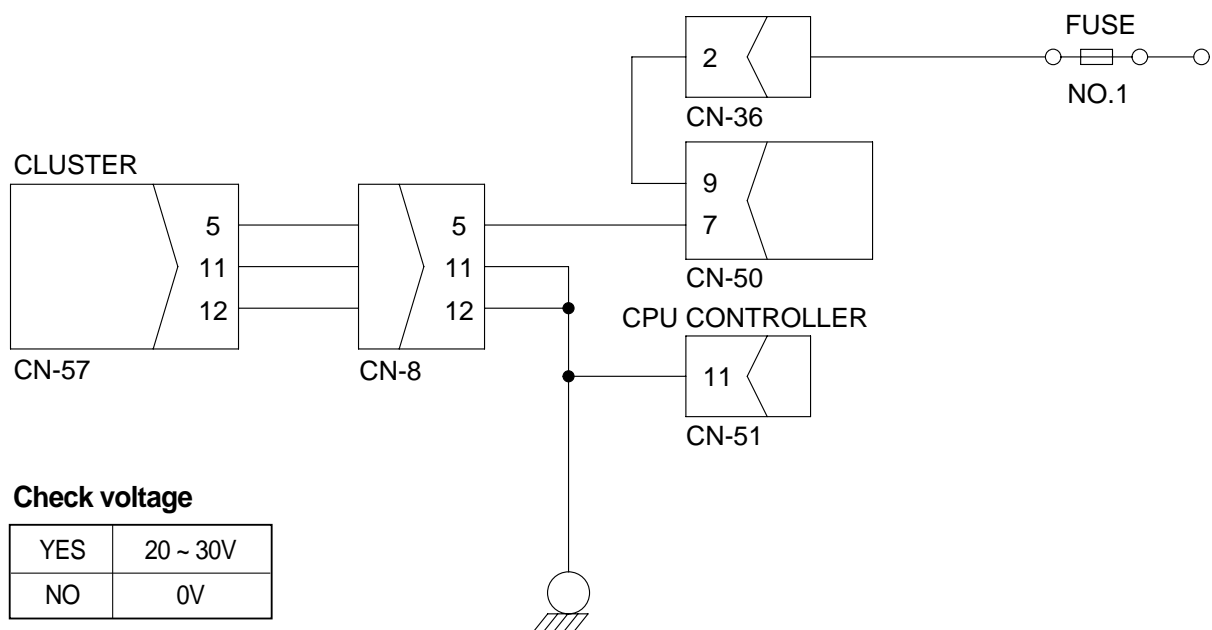 FUSE
2
NO.1
CN-36
CLUSTER
9
5
5
7
11
11
CN-50
12
12
CPU CONTROLLER
CN-57
CN-8
11
CN-51
Check voltage
YES 20 ~ 30V
NO 0V